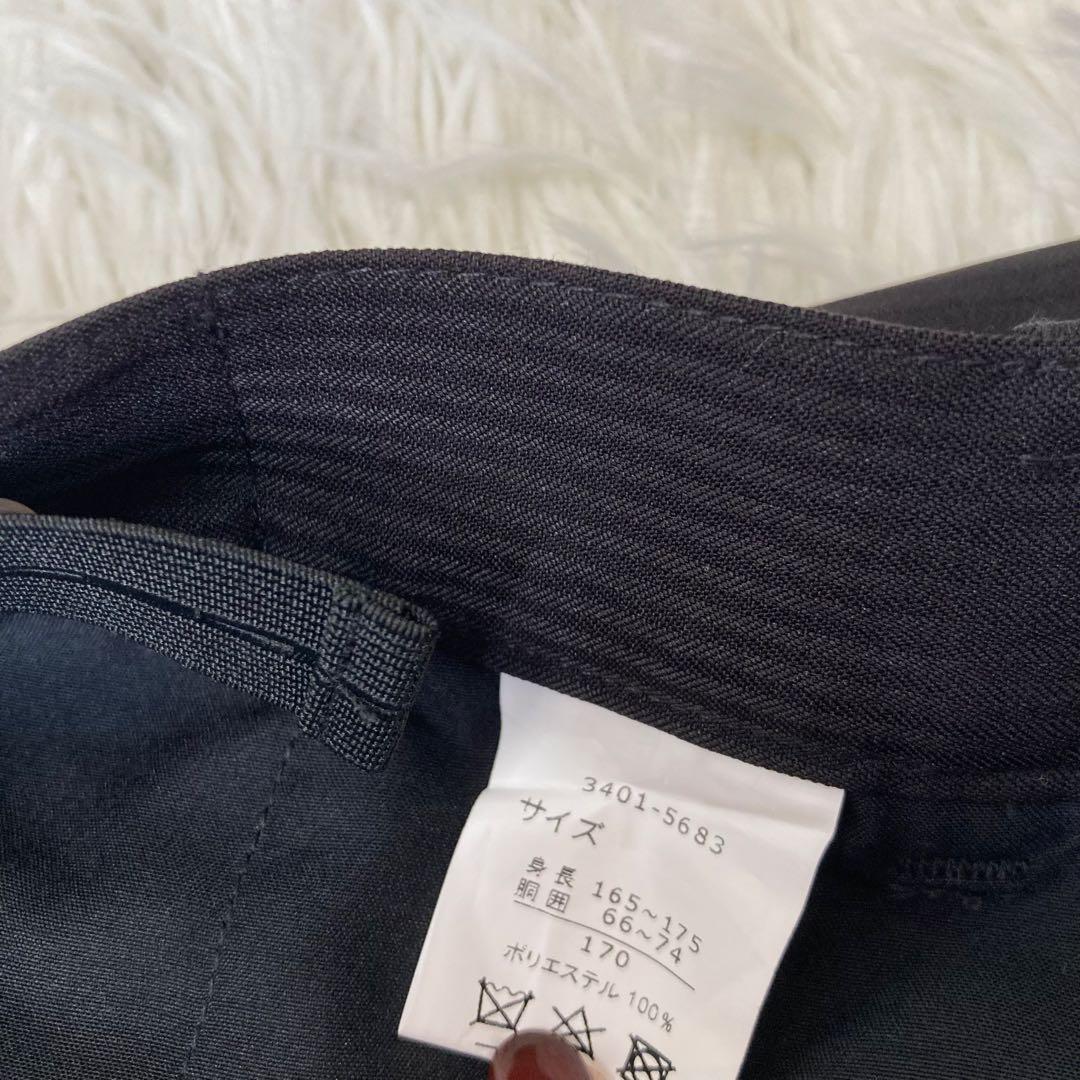 3401-5683
サイズ
身長 165~175
胴囲 66~74
170
ポリエステル 100%